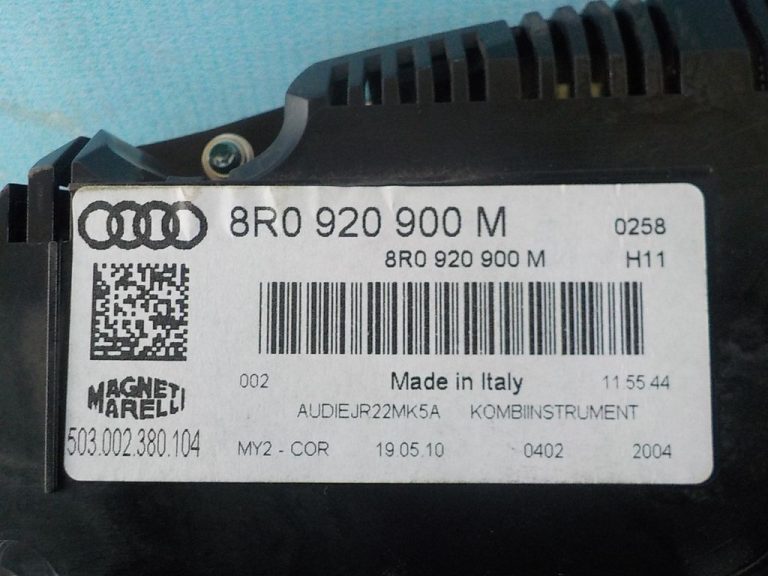 8R0 920 900 M 0258
8R0 920 900 M H11
002 Made in Italy 11 55 44
MAGNETI
MARELLI
AUDIEJR22MK5A KOMBIINSTRUMENT
503.002.380.104 MY2 - COR 19 05.10 0402 2004